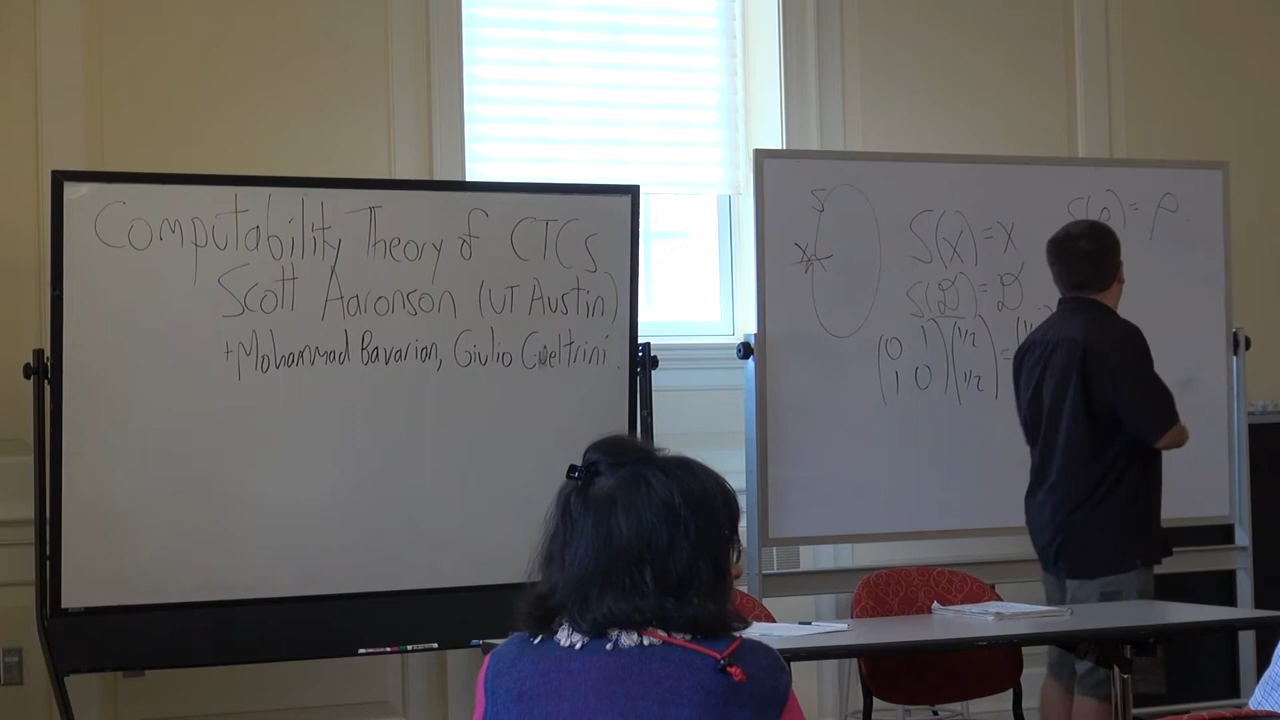 Computability Theory of CTCs
Scott Aaronson (UT Austin)
+Mohammad Bavarian, Giulio Gueltrini
S
x
S(x)=x
S(ρ)=ρ.
S(D)=D
(0 1
1 0)(1/2
1/2)=(1/